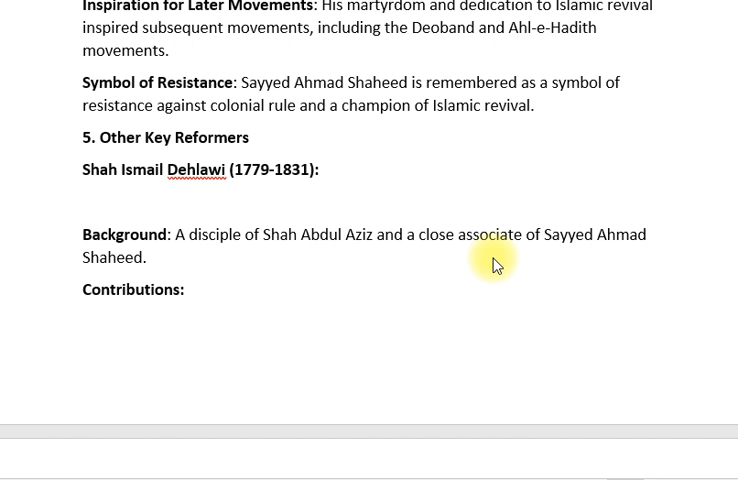 Inspiration for Later Movements: His martyrdom and dedication to Islamic revival
inspired subsequent movements, including the Deoband and Ahl-e-Hadith
movements.
Symbol of Resistance: Sayyed Ahmad Shaheed is remembered as a symbol of
resistance against colonial rule and a champion of Islamic revival.
5. Other Key Reformers
Shah Ismail Dehlawi (1779-1831):
Background: A disciple of Shah Abdul Aziz and a close associate of Sayyed Ahmad
Shaheed.
Contributions: